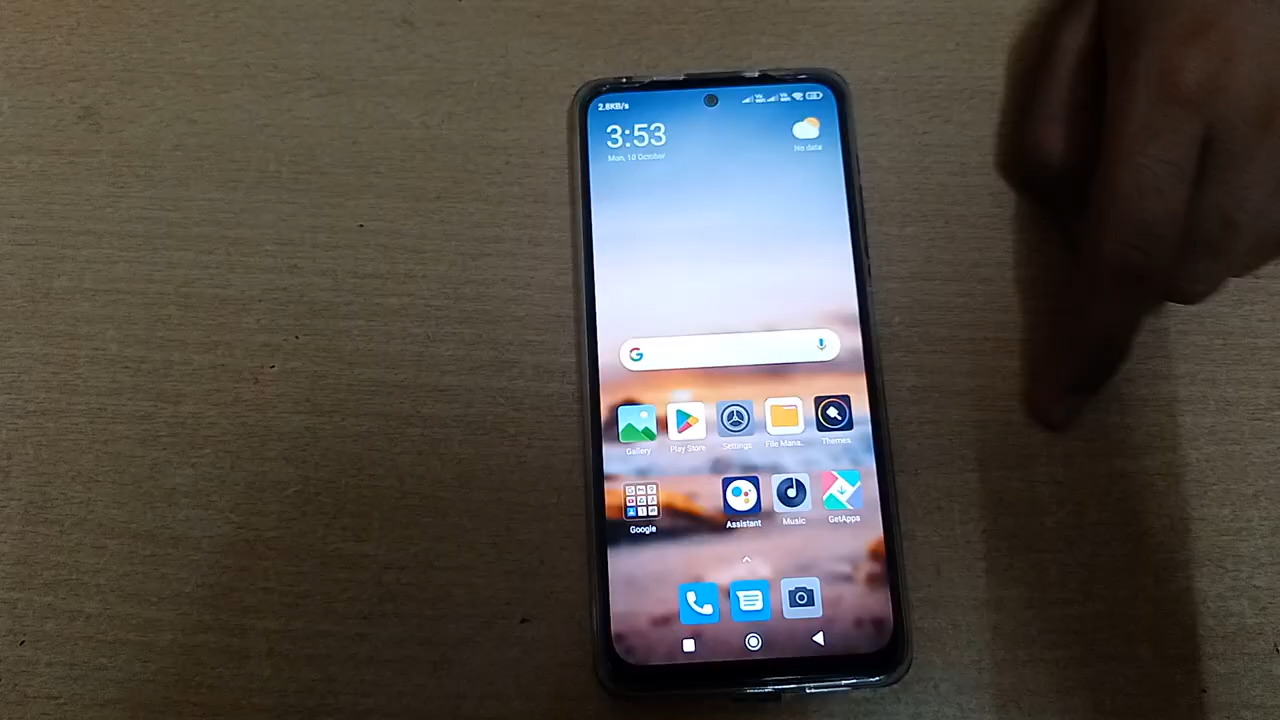 2.8KB/s
3:53
Mon, 10 October
No data
Gallery
Play Store
Settings
File Mana..
Themes
Google
Assistant
Music
GetApps